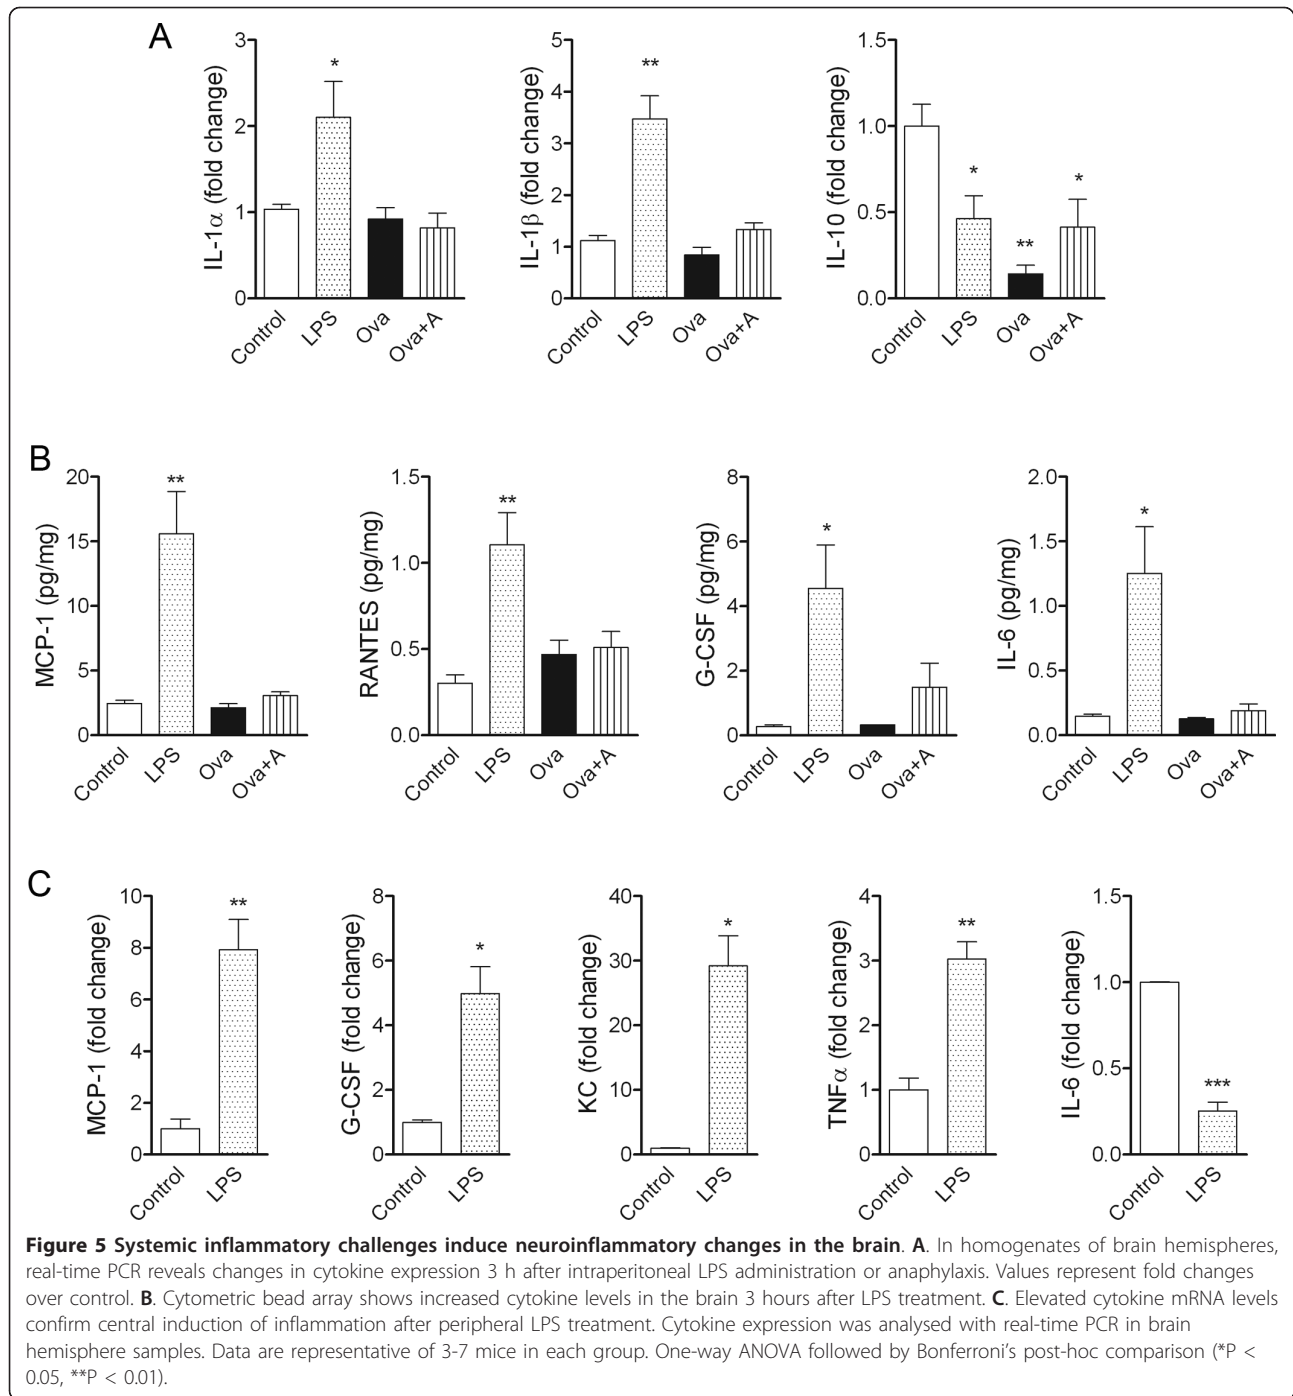 A
IL-1α (fold change)
3
2
1
0
*
Control
LPS
Ova
Ova+A
IL-1β (fold change)
5
4
3
2
1
0
**
Control
LPS
Ova
Ova+A
IL-10 (fold change)
1.5
1.0
0.5
0.0
*
**
*
Control
LPS
Ova
Ova+A
B
MCP-1 (pg/mg)
20
15
10
5
0
**
Control
LPS
Ova
Ova+A
RANTES (pg/mg)
1.5
1.0
0.5
0.0
**
Control
LPS
Ova
Ova+A
G-CSF (pg/mg)
8
6
4
2
0
*
Control
LPS
Ova
Ova+A
IL-6 (pg/mg)
2.0
1.5
1.0
0.5
0.0
*
Control
LPS
Ova
Ova+A
C
MCP-1 (fold change)
10
8
6
4
2
0
**
Control
LPS
G-CSF (fold change)
8
6
4
2
0
*
Control
LPS
KC (fold change)
40
30
20
10
0
*
Control
LPS
TNFα (fold change)
4
3
2
1
0
**
Control
LPS
IL-6 (fold change)
1.5
1.0
0.5
0.0
***
Control
LPS
Figure 5 Systemic inflammatory challenges induce neuroinflammatory changes in the brain. A. In homogenates of brain hemispheres,
real-time PCR reveals changes in cytokine expression 3 h after intraperitoneal LPS administration or anaphylaxis. Values represent fold changes
over control. B. Cytometric bead array shows increased cytokine levels in the brain 3 hours after LPS treatment. C. Elevated cytokine mRNA levels
confirm central induction of inflammation after peripheral LPS treatment. Cytokine expression was analysed with real-time PCR in brain
hemisphere samples. Data are representative of 3-7 mice in each group. One-way ANOVA followed by Bonferroni's post-hoc comparison (*P <
0.05, **P < 0.01).